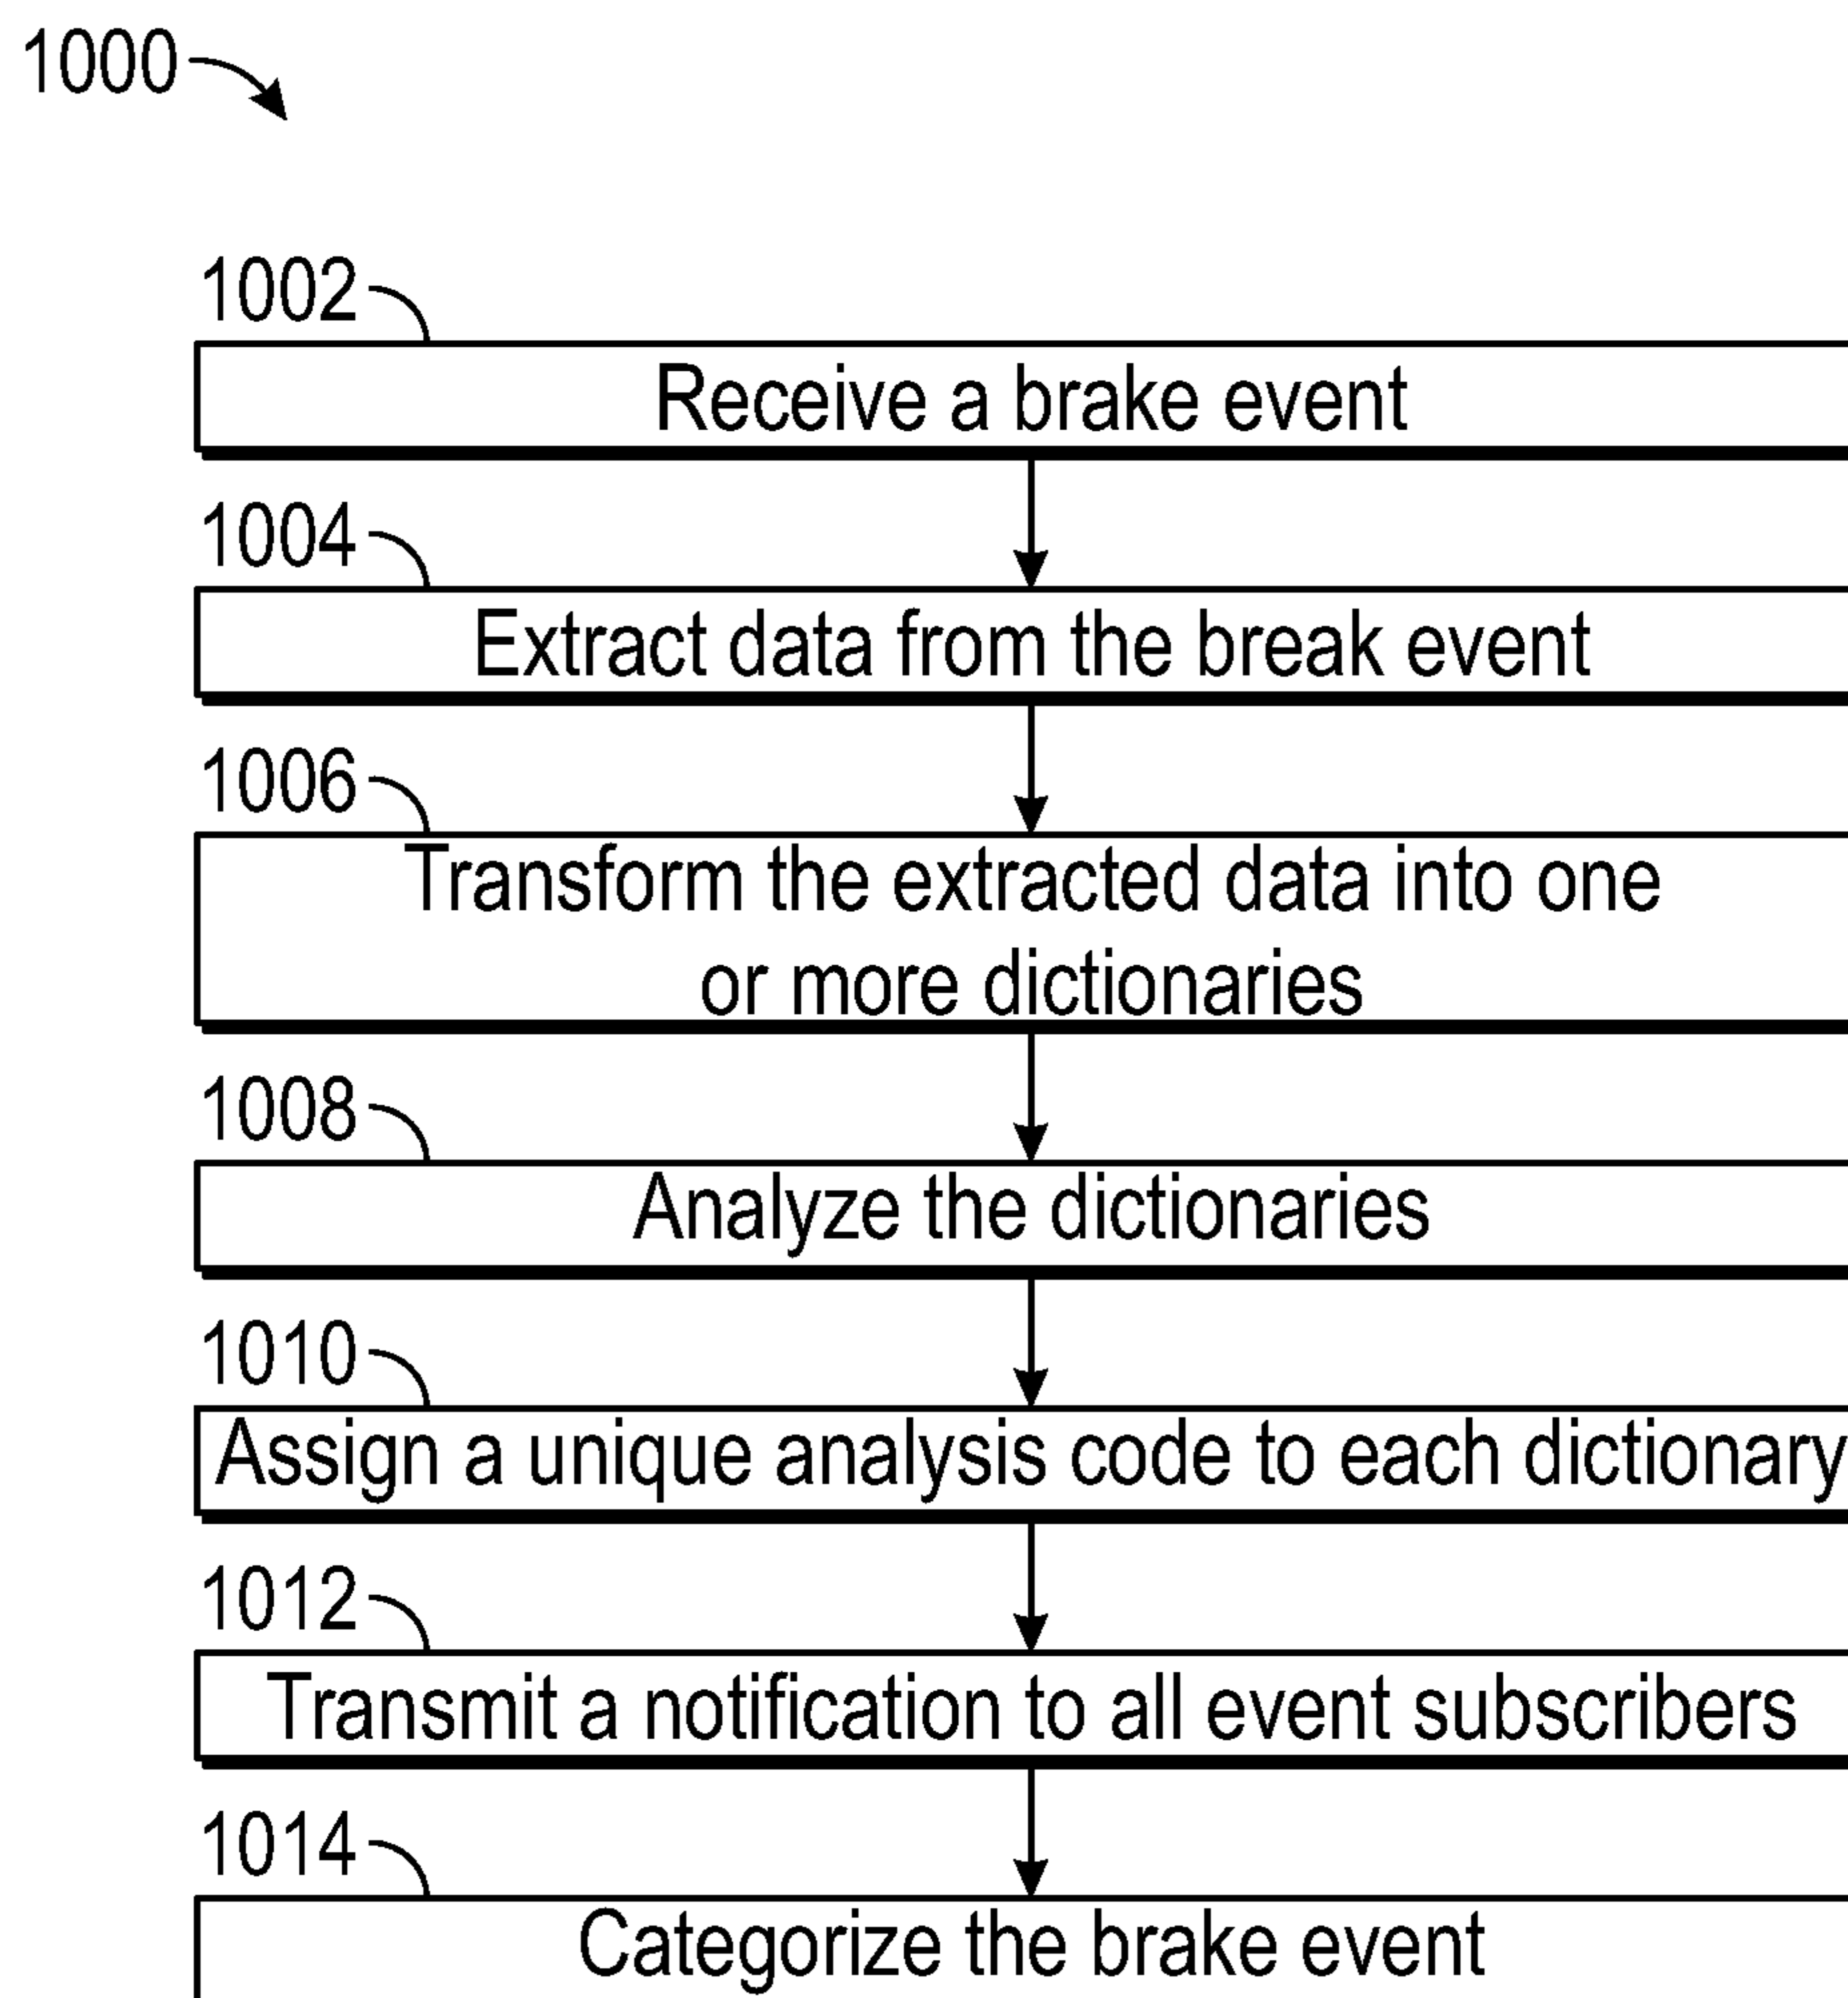 1000
1002
Receive a brake event
1004
Extract data from the break event
1006
Transform the extracted data into one
or more dictionaries
1008
Analyze the dictionaries
1010
Assign a unique analysis code to each dictionary
1012
Transmit a notification to all event subscribers
1014
Categorize the brake event